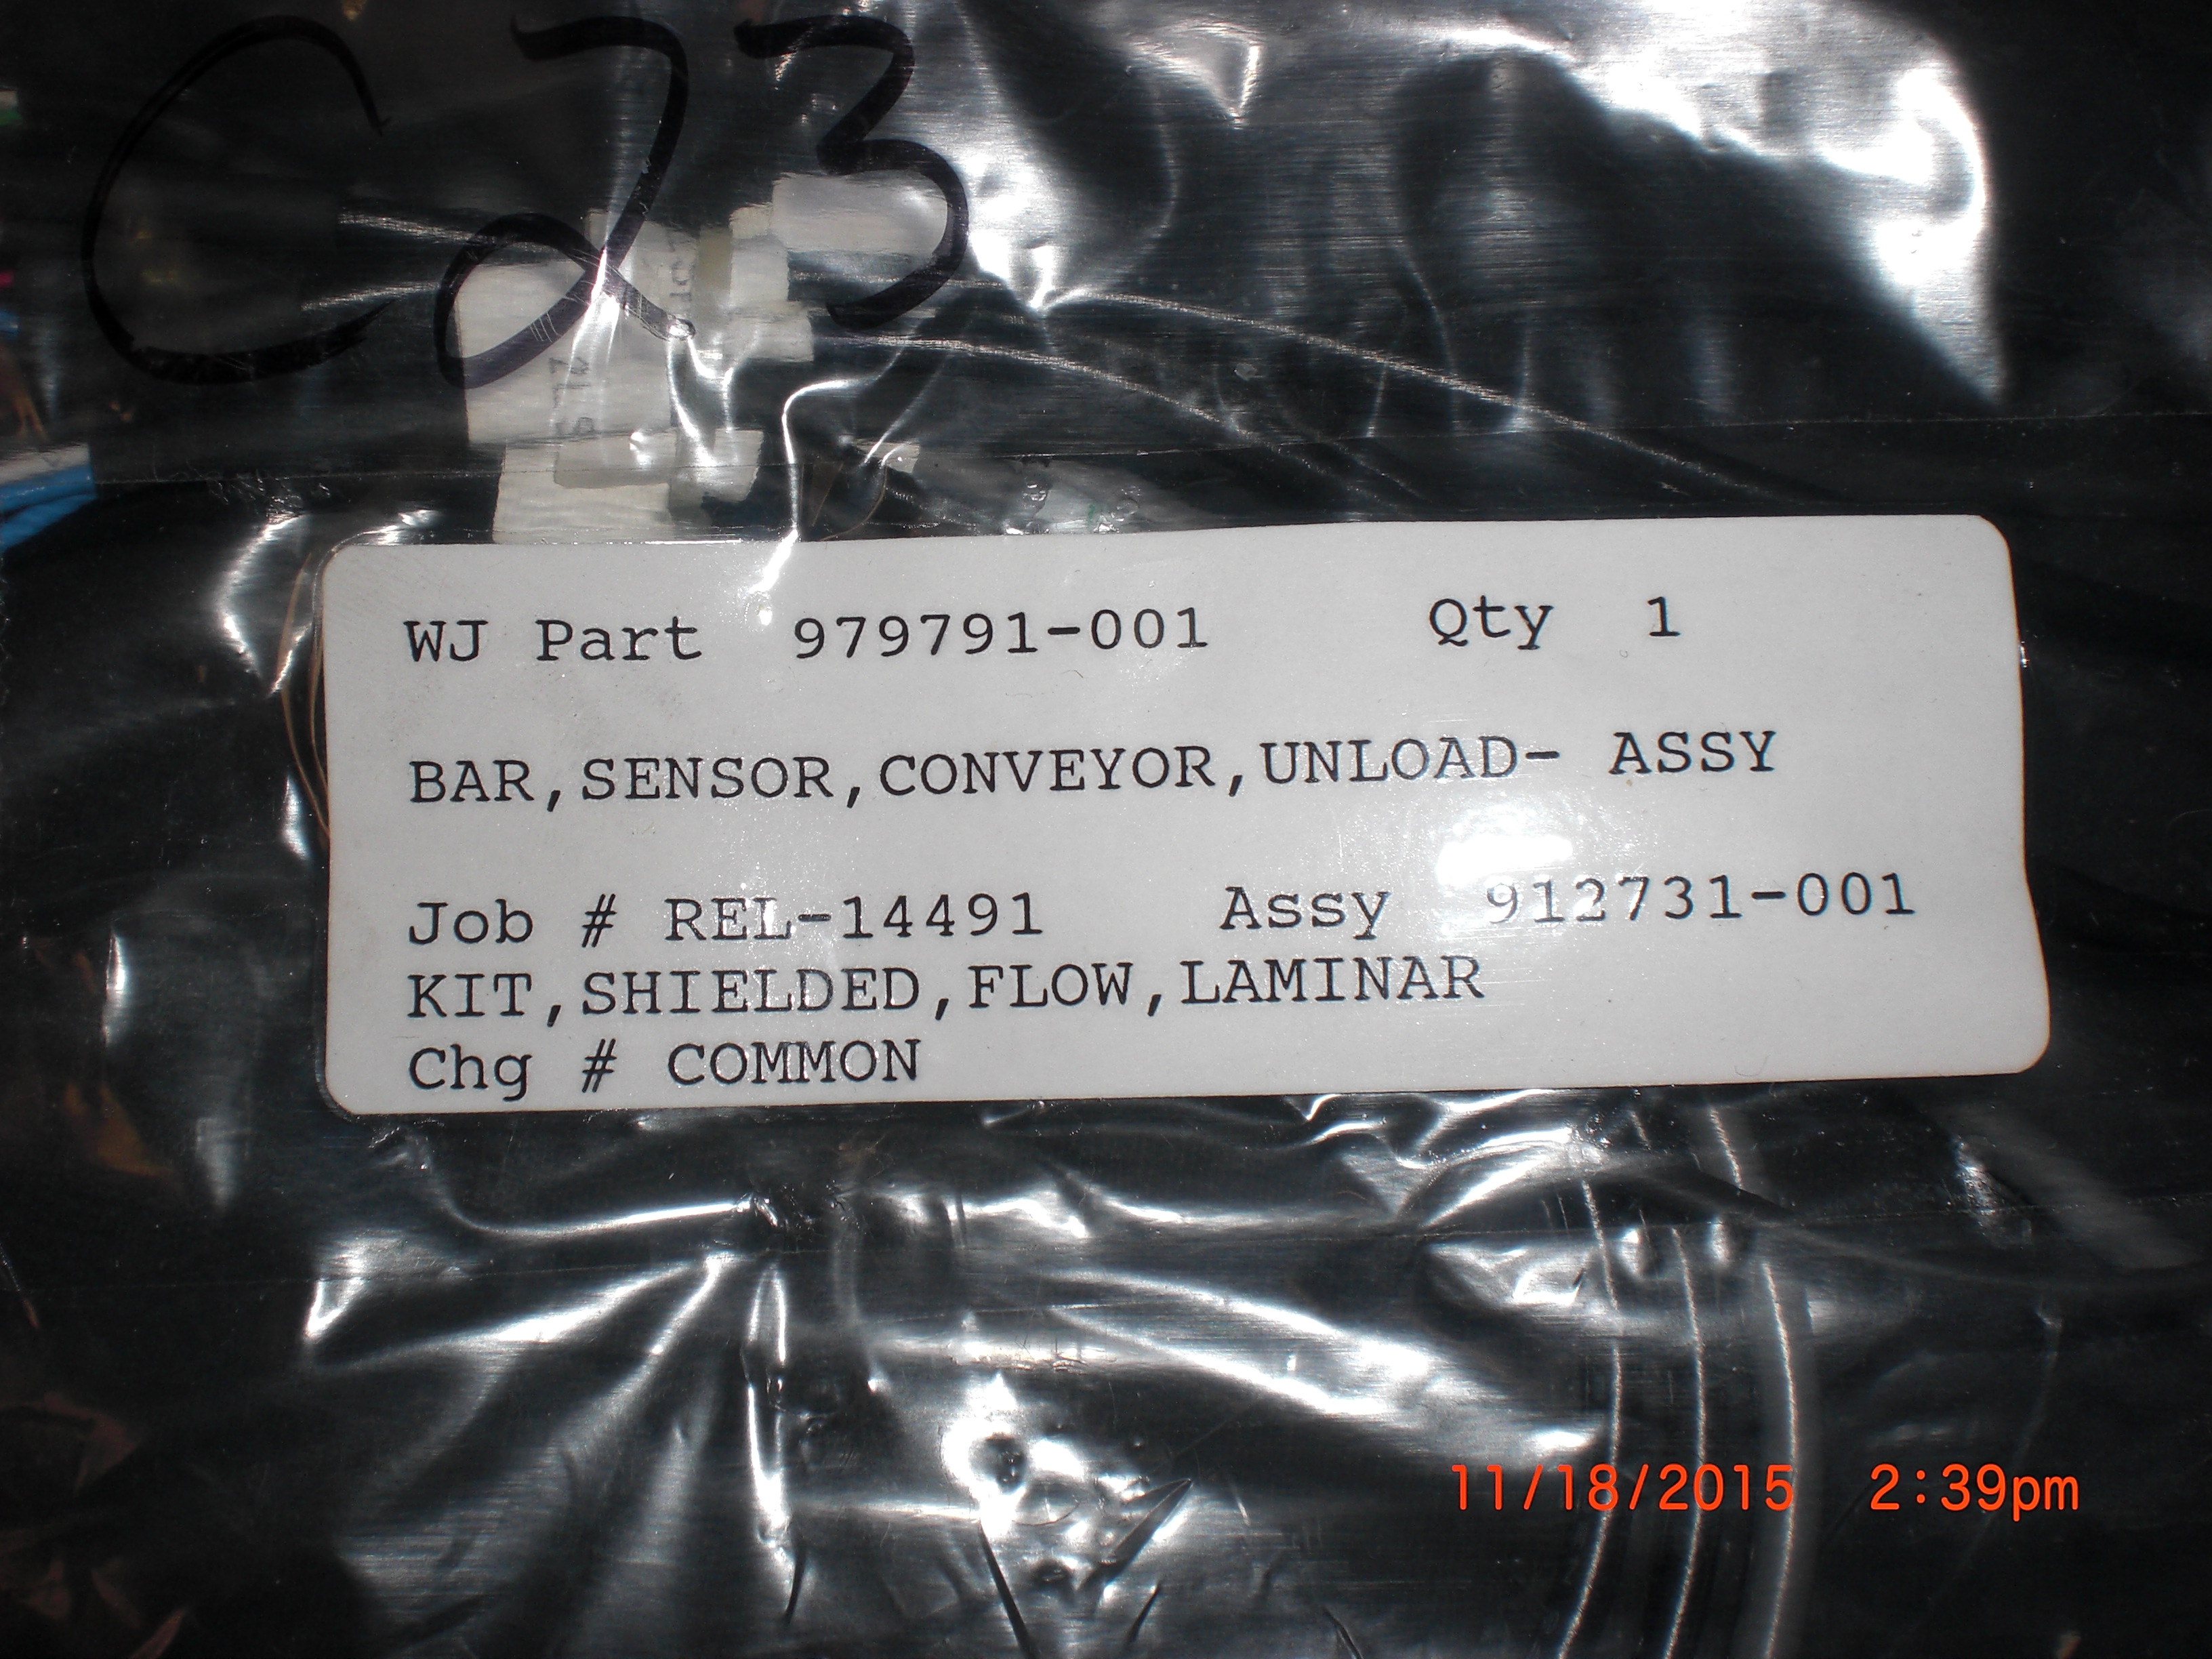 C23
WJ Part 979791-001 Qty 1
BAR,SENSOR,CONVEYOR,UNLOAD- ASSY
Job # REL-14491 Assy 912731-001
KIT,SHIELDED,FLOW,LAMINAR
Chg # COMMON
11/18/2015 2:39pm